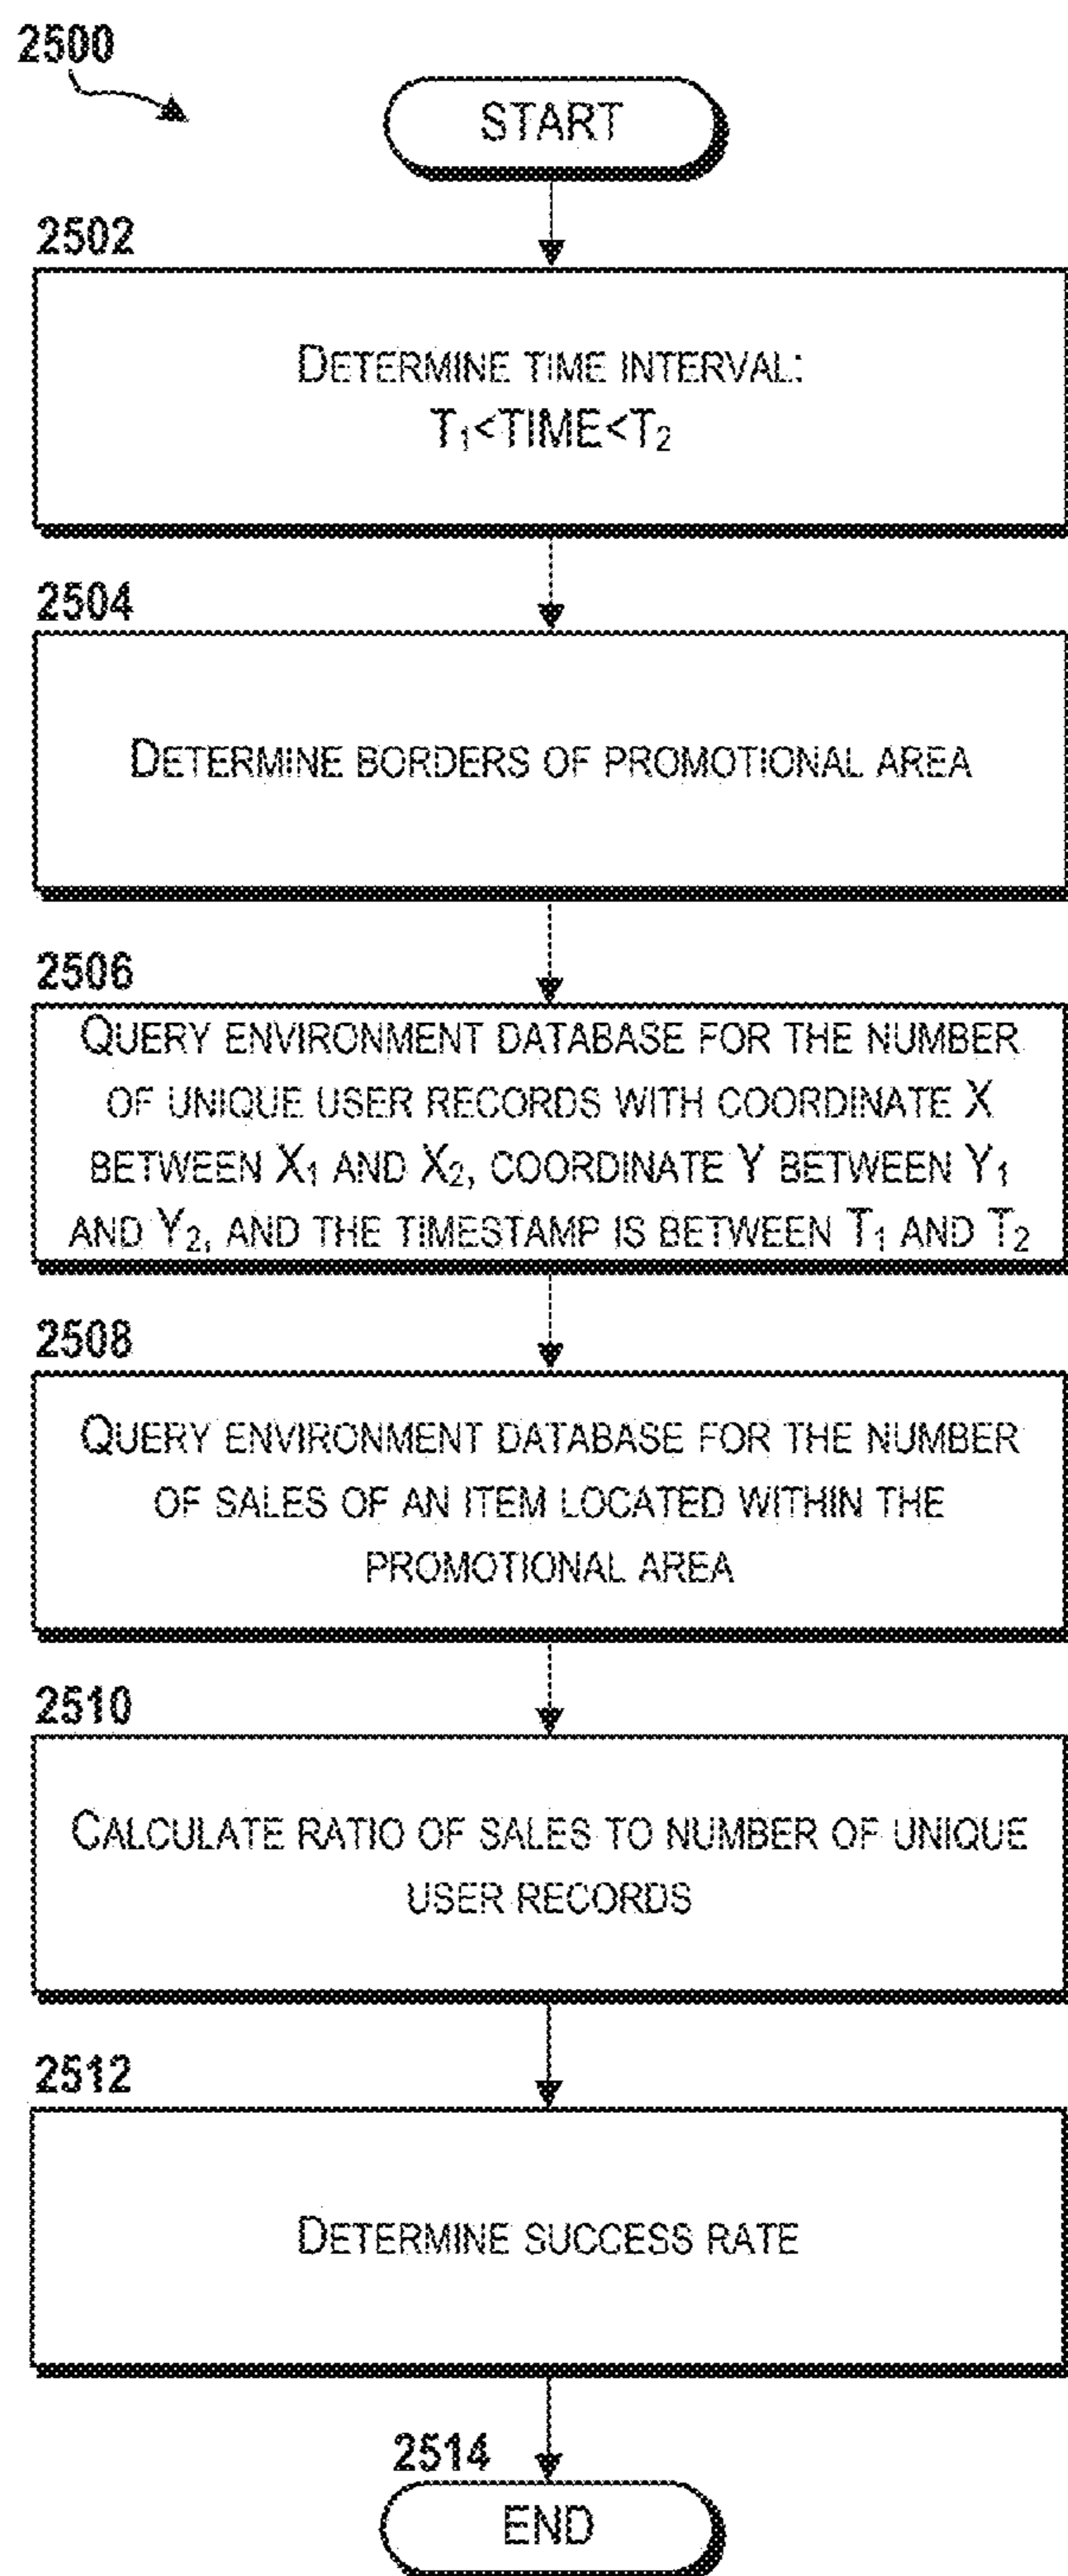 2500
START
2502
DETERMINE TIME INTERVAL:
T₁<TIME<T₂
2504
DETERMINE BORDERS OF PROMOTIONAL AREA
2506
QUERY ENVIRONMENT DATABASE FOR THE NUMBER
OF UNIQUE USER RECORDS WITH COORDINATE X
BETWEEN X₁ AND X₂, COORDINATE Y BETWEEN Y₁
AND Y₂, AND THE TIMESTAMP IS BETWEEN T₁ AND T₂
2508
QUERY ENVIRONMENT DATABASE FOR THE NUMBER
OF SALES OF AN ITEM LOCATED WITHIN THE
PROMOTIONAL AREA
2510
CALCULATE RATIO OF SALES TO NUMBER OF UNIQUE
USER RECORDS
2512
DETERMINE SUCCESS RATE
2514
END